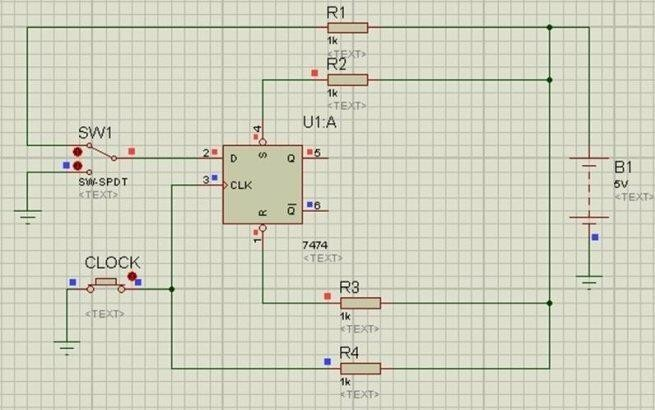 R1
1k
<TEXT>
R2
1k
<TEXT>
U1:A
SW1
SW-SPDT
<TEXT>
4
2
D
S
Q
5
3
CLK
R
Q
6
1
7474
<TEXT>
B1
5V
<TEXT>
CLOCK
<TEXT>
R3
1k
<TEXT>
R4
1k
<TEXT>